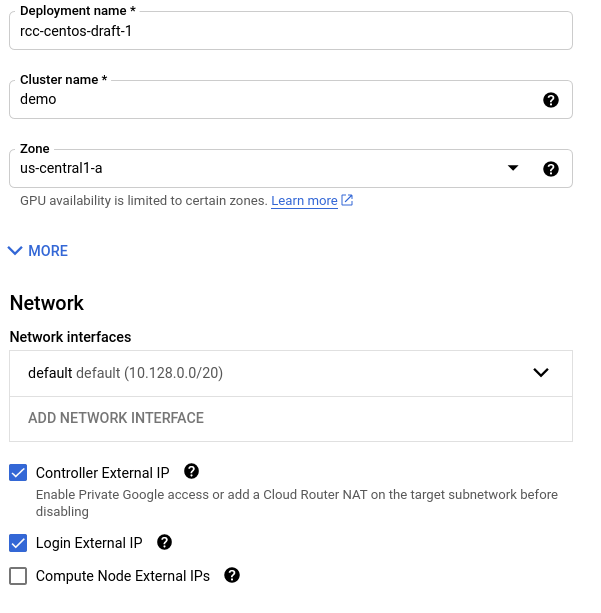 Deployment name *
rcc-centos-draft-1
Cluster name *
demo
Zone
us-central1-a
GPU availability is limited to certain zones. Learn more
MORE
Network
Network interfaces
default default (10.128.0.0/20)
ADD NETWORK INTERFACE
Controller External IP
Enable Private Google access or add a Cloud Router NAT on the target subnetwork before
disabling
Login External IP
Compute Node External IPs